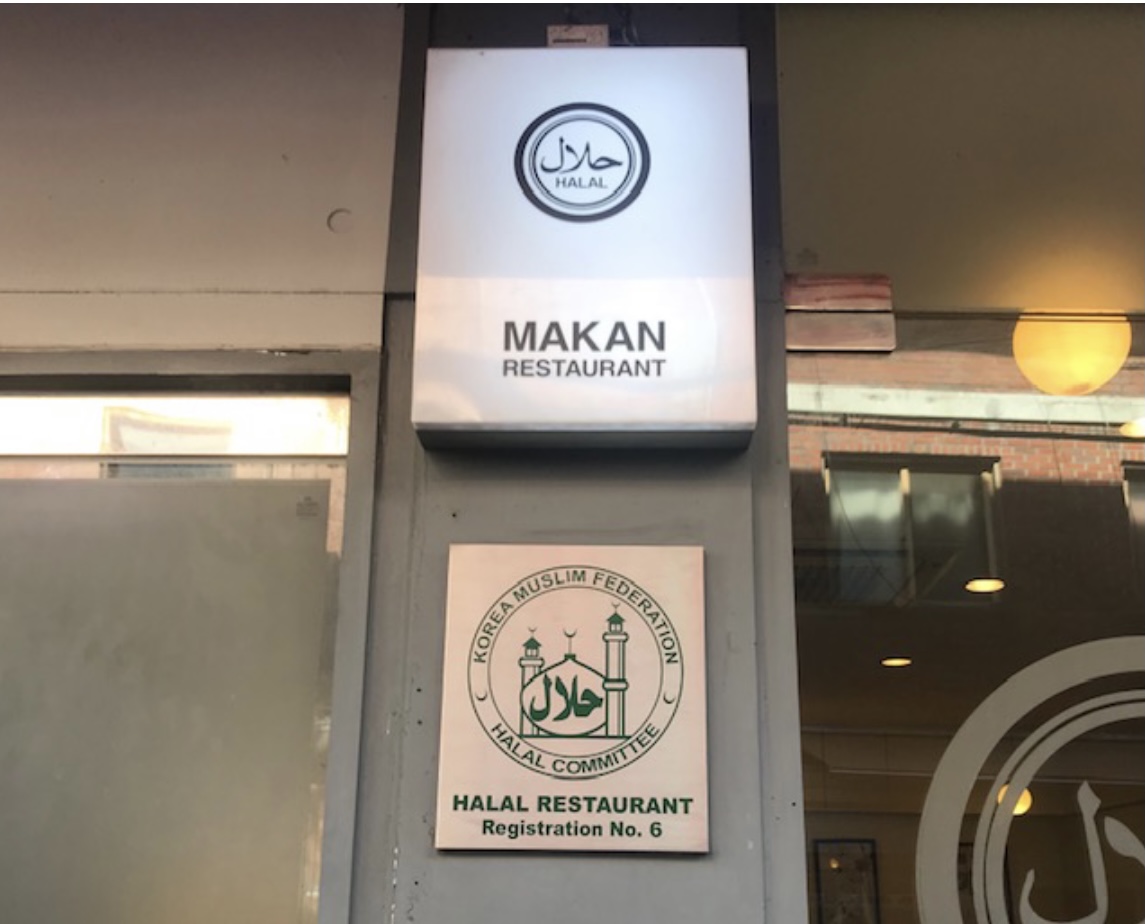 حلال
HALAL
MAKAN
RESTAURANT
KOREA MUSLIM FEDERATION
حلال
HALAL COMMITTEE
HALAL RESTAURANT
Registration No. 6